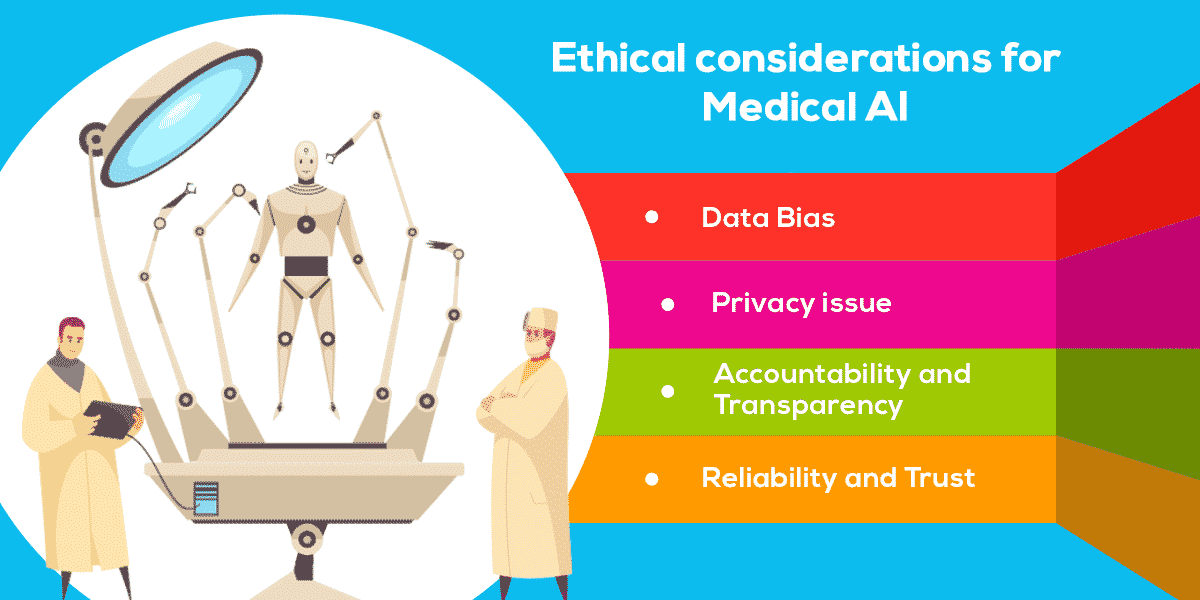 Ethical considerations for
Medical AI
• Data Bias
• Privacy issue
• Accountability and
Transparency
• Reliability and Trust